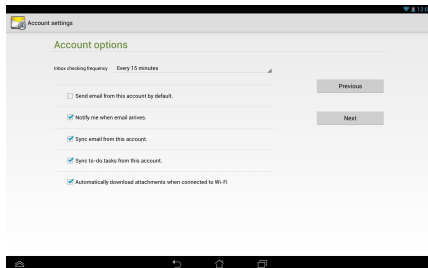 12:0
Account settings
Account options
Inbox checking frequency Every 15 minutes
Send email from this account by default.
Notify me when email arrives.
Sync email from this account.
Sync to-do tasks from this account.
Automatically download attachments when connected to Wi-Fi
Previous
Next